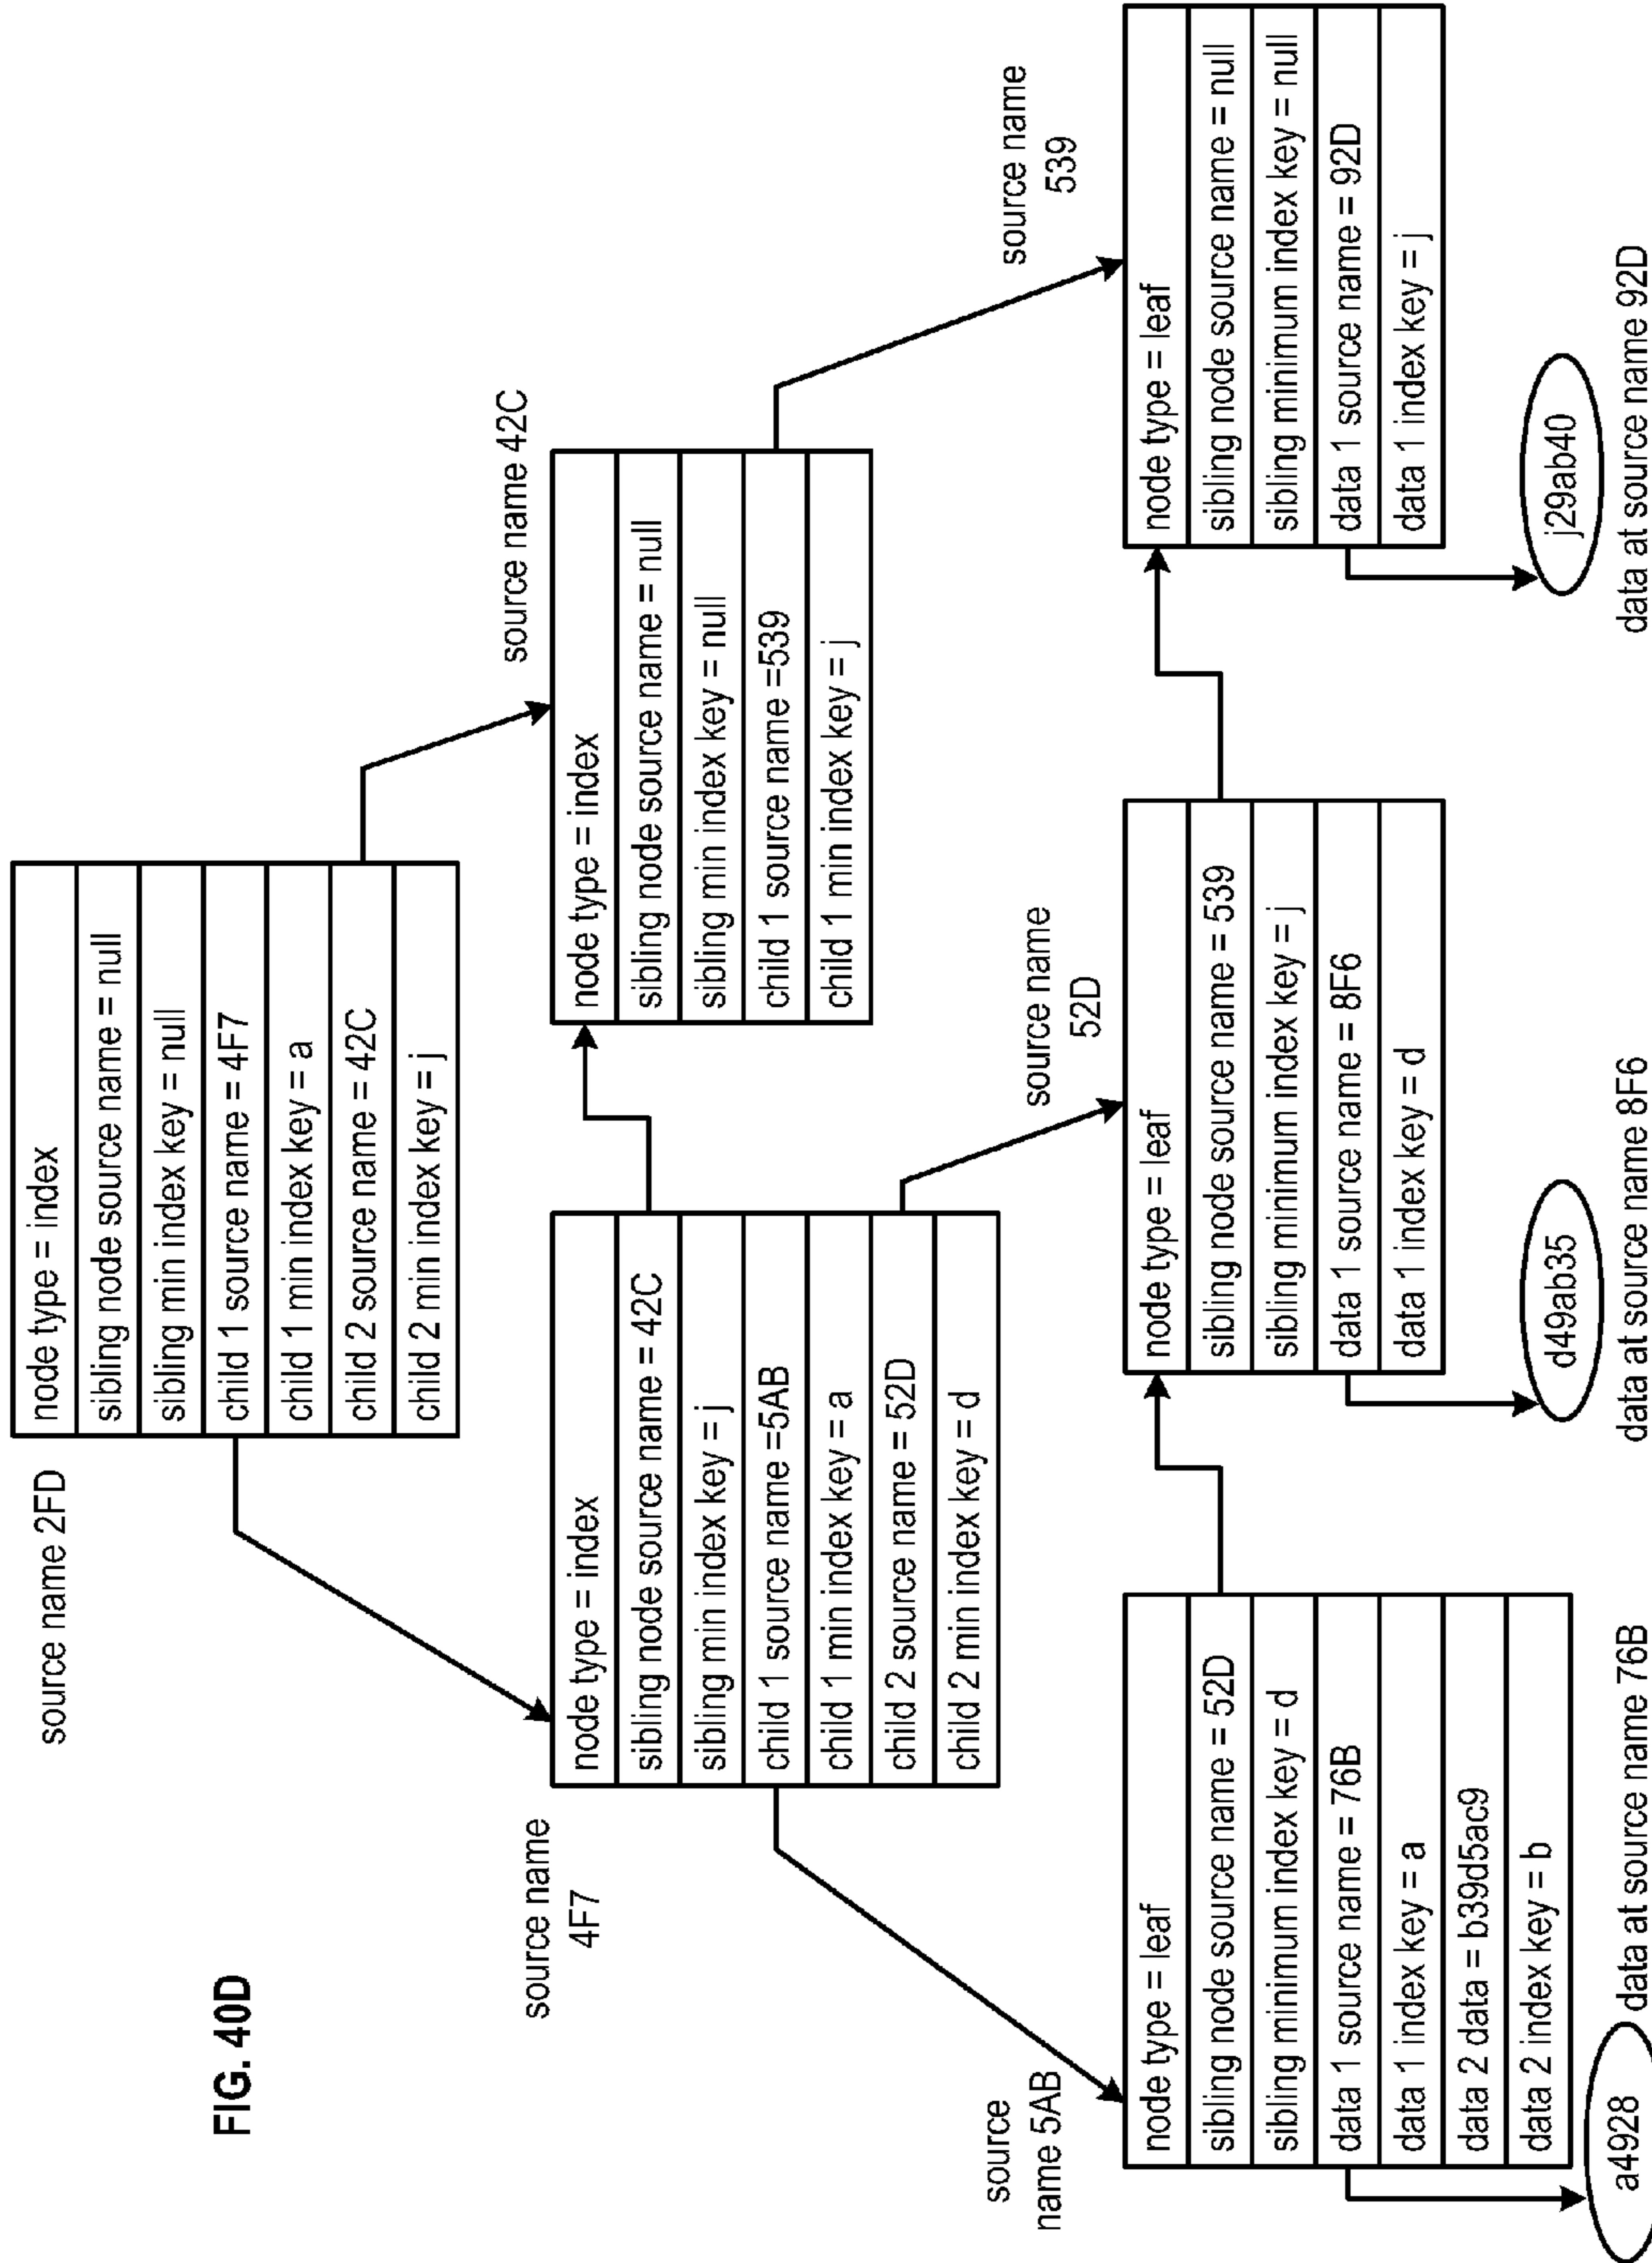 FIG. 40D
source name 2FD
node type = index
sibling node source name = null
sibling min index key = null
child 1 source name = 4F7
child 1 min index key = a
child 2 source name = 42C
child 2 min index key = j
source name
4F7
node type = index
sibling node source name = 42C
sibling min index key = j
child 1 source name =5AB
child 1 min index key = a
child 2 source name = 52D
child 2 min index key = d
source name 42C
node type = index
sibling node source name = null
sibling min index key = null
child 1 source name =539
child 1 min index key = j
source
name 5AB
node type = leaf
sibling node source name = 52D
sibling minimum index key = d
data 1 source name = 76B
data 1 index key = a
data 2 data = b39d5ac9
data 2 index key = b
a4928
data at source name 76B
source name
52D
node type = leaf
sibling node source name = 539
sibling minimum index key = j
data 1 source name = 8F6
data 1 index key = d
d49ab35
data at source name 8F6
source name
539
node type = leaf
sibling node source name = null
sibling minimum index key = null
data 1 source name = 92D
data 1 index key = j
j29ab40
data at source name 92D